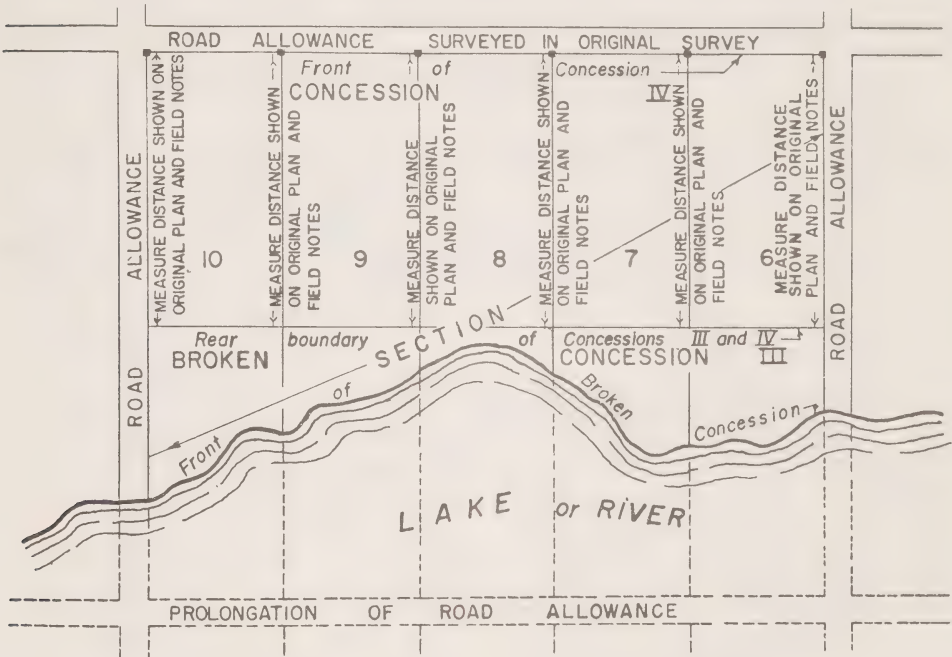 ROAD ALLOWANCE SURVEYED IN ORIGINAL SURVEY
Front of Concession IV
CONCESSION IV
MEASURE DISTANCE SHOWN ON
ORIGINAL PLAN AND FIELD NOTES
MEASURE DISTANCE SHOWN
ON ORIGINAL PLAN AND
FIELD NOTES
MEASURE DISTANCE
SHOWN ON ORIGINAL
PLAN AND FIELD NOTES
MEASURE DISTANCE SHOWN
ON ORIGINAL PLAN AND
FIELD NOTES
MEASURE DISTANCE SHOWN
ON ORIGINAL PLAN AND
FIELD NOTES
MEASURE DISTANCE
SHOWN ON ORIGINAL
PLAN AND FIELD NOTES
ROAD ALLOWANCE
ROAD ALLOWANCE
10 9 8 7 6
SECTION
Rear boundary of Concessions III and IV
BROKEN CONCESSION III
Front of Broken Concession
LAKE or RIVER
PROLONGATION OF ROAD ALLOWANCE